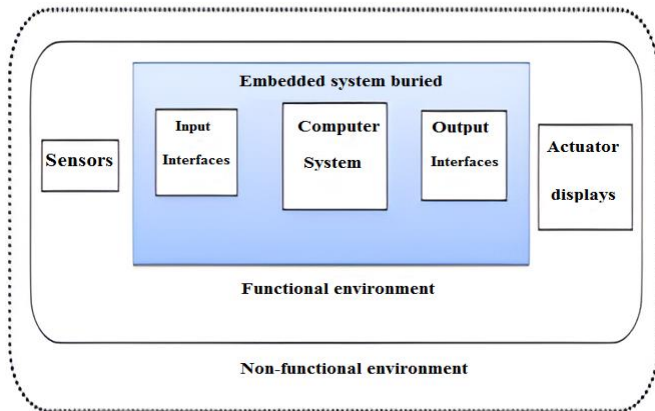 Embedded system buried
Sensors
Input
Interfaces
Computer
System
Output
Interfaces
Actuator
displays
Functional environment
Non-functional environment